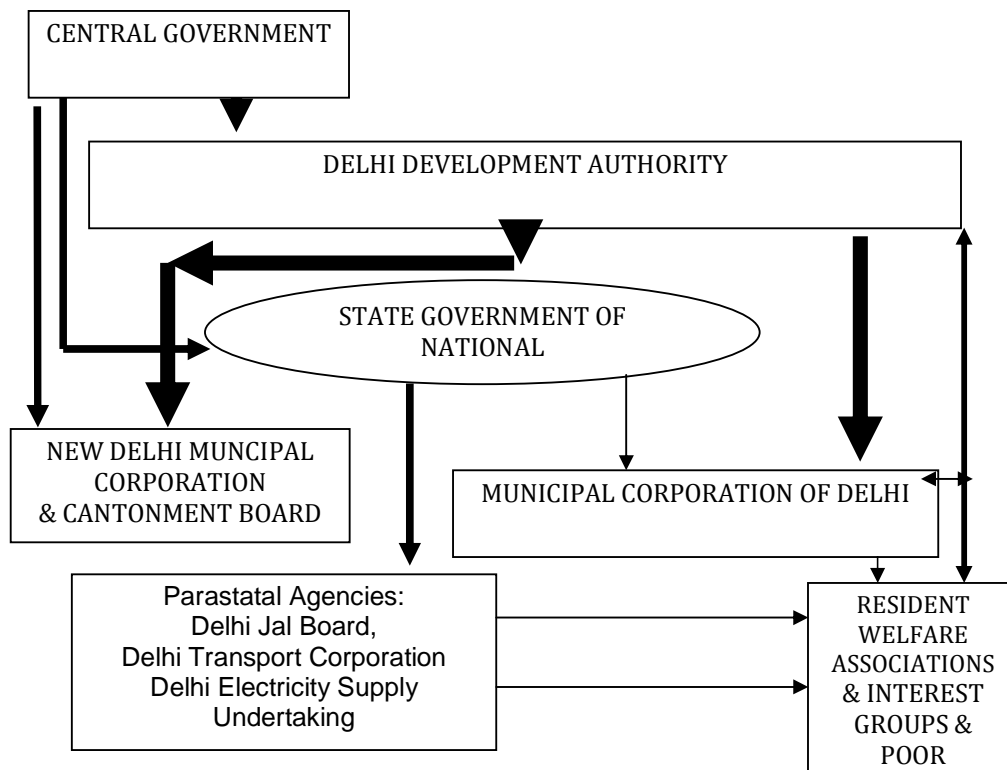 CENTRAL GOVERNMENT
DELHI DEVELOPMENT AUTHORITY
STATE GOVERNMENT OF
NATIONAL
NEW DELHI MUNCIPAL
CORPORATION
& CANTONMENT BOARD
MUNICIPAL CORPORATION OF DELHI
Parastatal Agencies:
Delhi Jal Board,
Delhi Transport Corporation
Delhi Electricity Supply
Undertaking
RESIDENT
WELFARE
ASSOCIATIONS
& INTEREST
GROUPS &
POOR